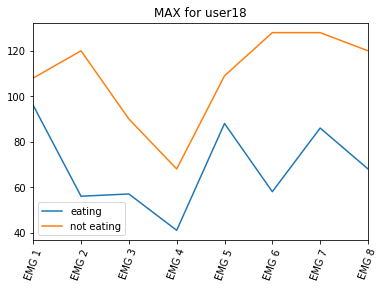 MAX for user18
120
100
80
60
40
eating
not eating
EMG 1
EMG 2
EMG 3
EMG 4
EMG 5
EMG 6
EMG 7
EMG 8